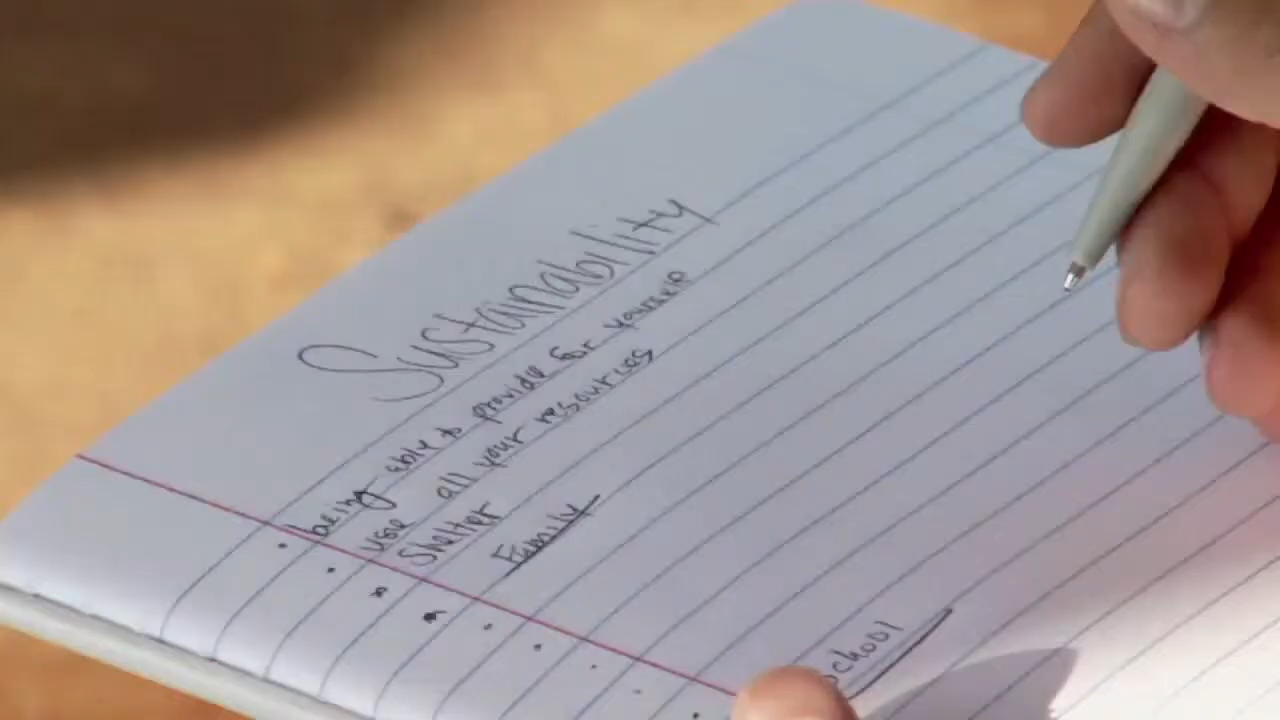 Sustainability
• being able to provide for yourself
• use all your resources
• Shelter
• Family
•
•
•
•
• School